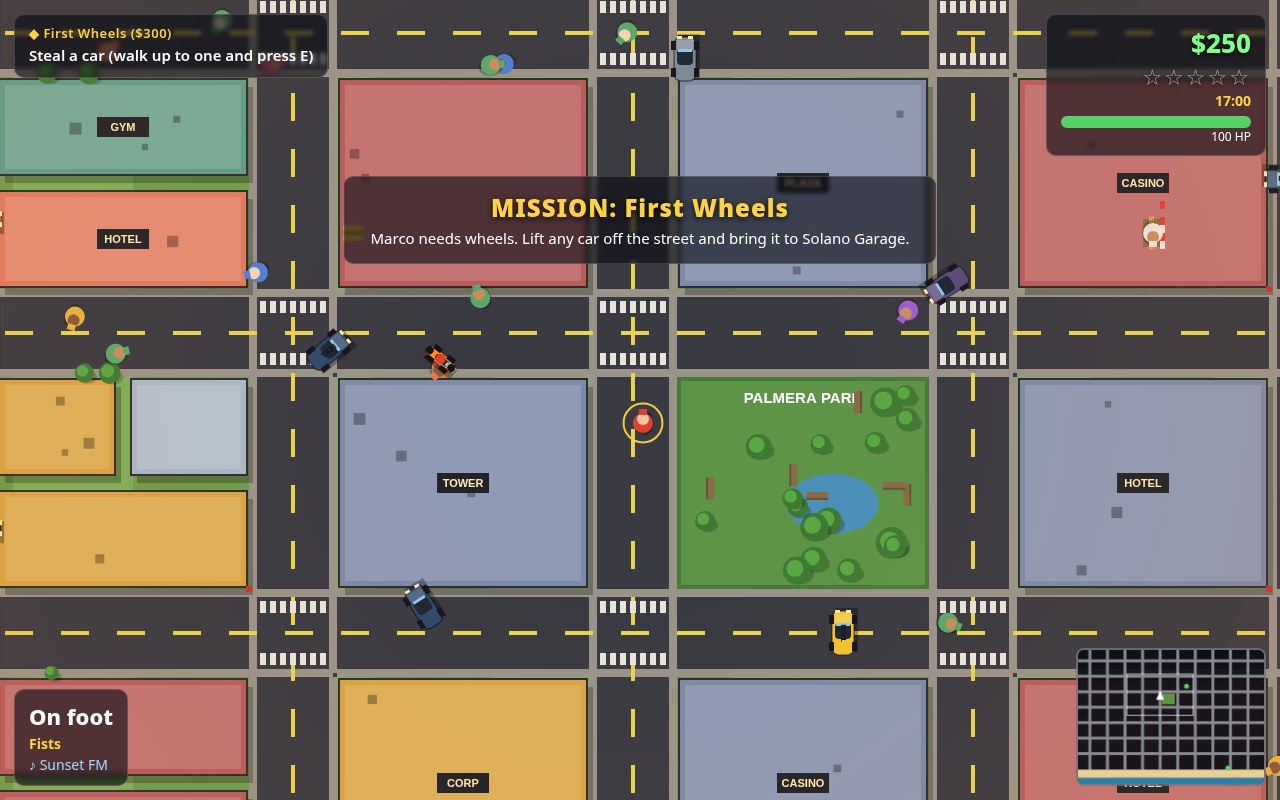 ◆ First Wheels ($300)
Steal a car (walk up to one and press E)
$250
☆☆☆☆☆
17:00
100 HP
GYM
HOTEL
CASINO
MISSION: First Wheels
Marco needs wheels. Lift any car off the street and bring it to Solano Garage.
PALMERA PARK
TOWER
HOTEL
On foot
Fists
♪ Sunset FM
CORP
CASINO